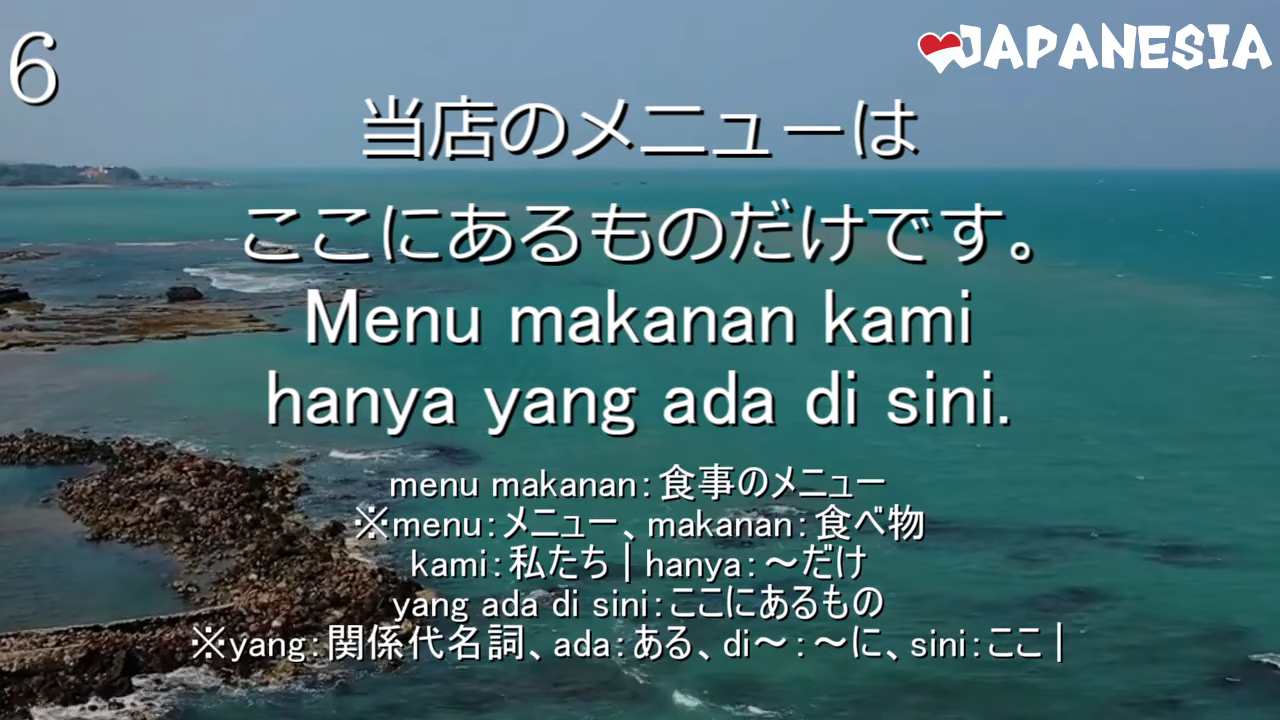 6
JAPANESIA
当店のメニューは
ここにあるものだけです。
Menu makanan kami
hanya yang ada di sini.
menu makanan：食事のメニュー
※menu：メニュー、makanan：食べ物
kami：私たち | hanya：～だけ
yang ada di sini：ここにあるもの
※yang：関係代名詞、ada：ある、di～：～に、sini：ここ |